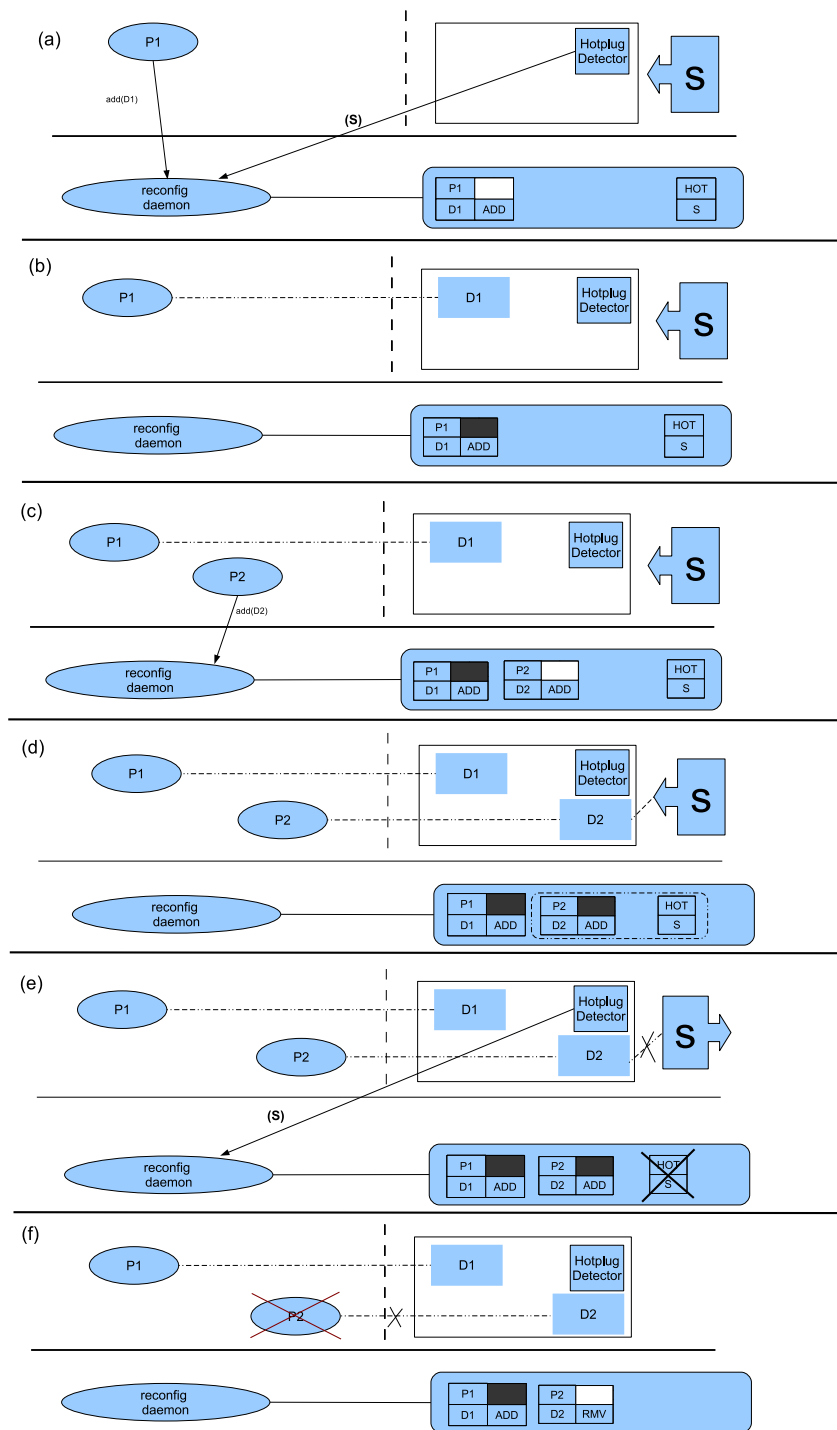 (a)
P1
Hotplug
Detector
S
add(D1)
(S)
reconfig
daemon
P1
D1 ADD
HOT
S
(b)
P1
D1
Hotplug
Detector
S
reconfig
daemon
P1
D1 ADD
HOT
S
(c)
P1
D1
Hotplug
Detector
S
P2
add(D2)
reconfig
daemon
P1
D1 ADD
P2
D2 ADD
HOT
S
(d)
P1
D1
Hotplug
Detector
S
P2
D2
reconfig
daemon
P1
D1 ADD
P2
D2 ADD
HOT
S
(e)
P1
D1
Hotplug
Detector
S
P2
D2
(S)
reconfig
daemon
P1
D1 ADD
P2
D2 ADD
HOT
S
(f)
P1
D1
Hotplug
Detector
P2
D2
reconfig
daemon
P1
D1 ADD
P2
D2 RMV